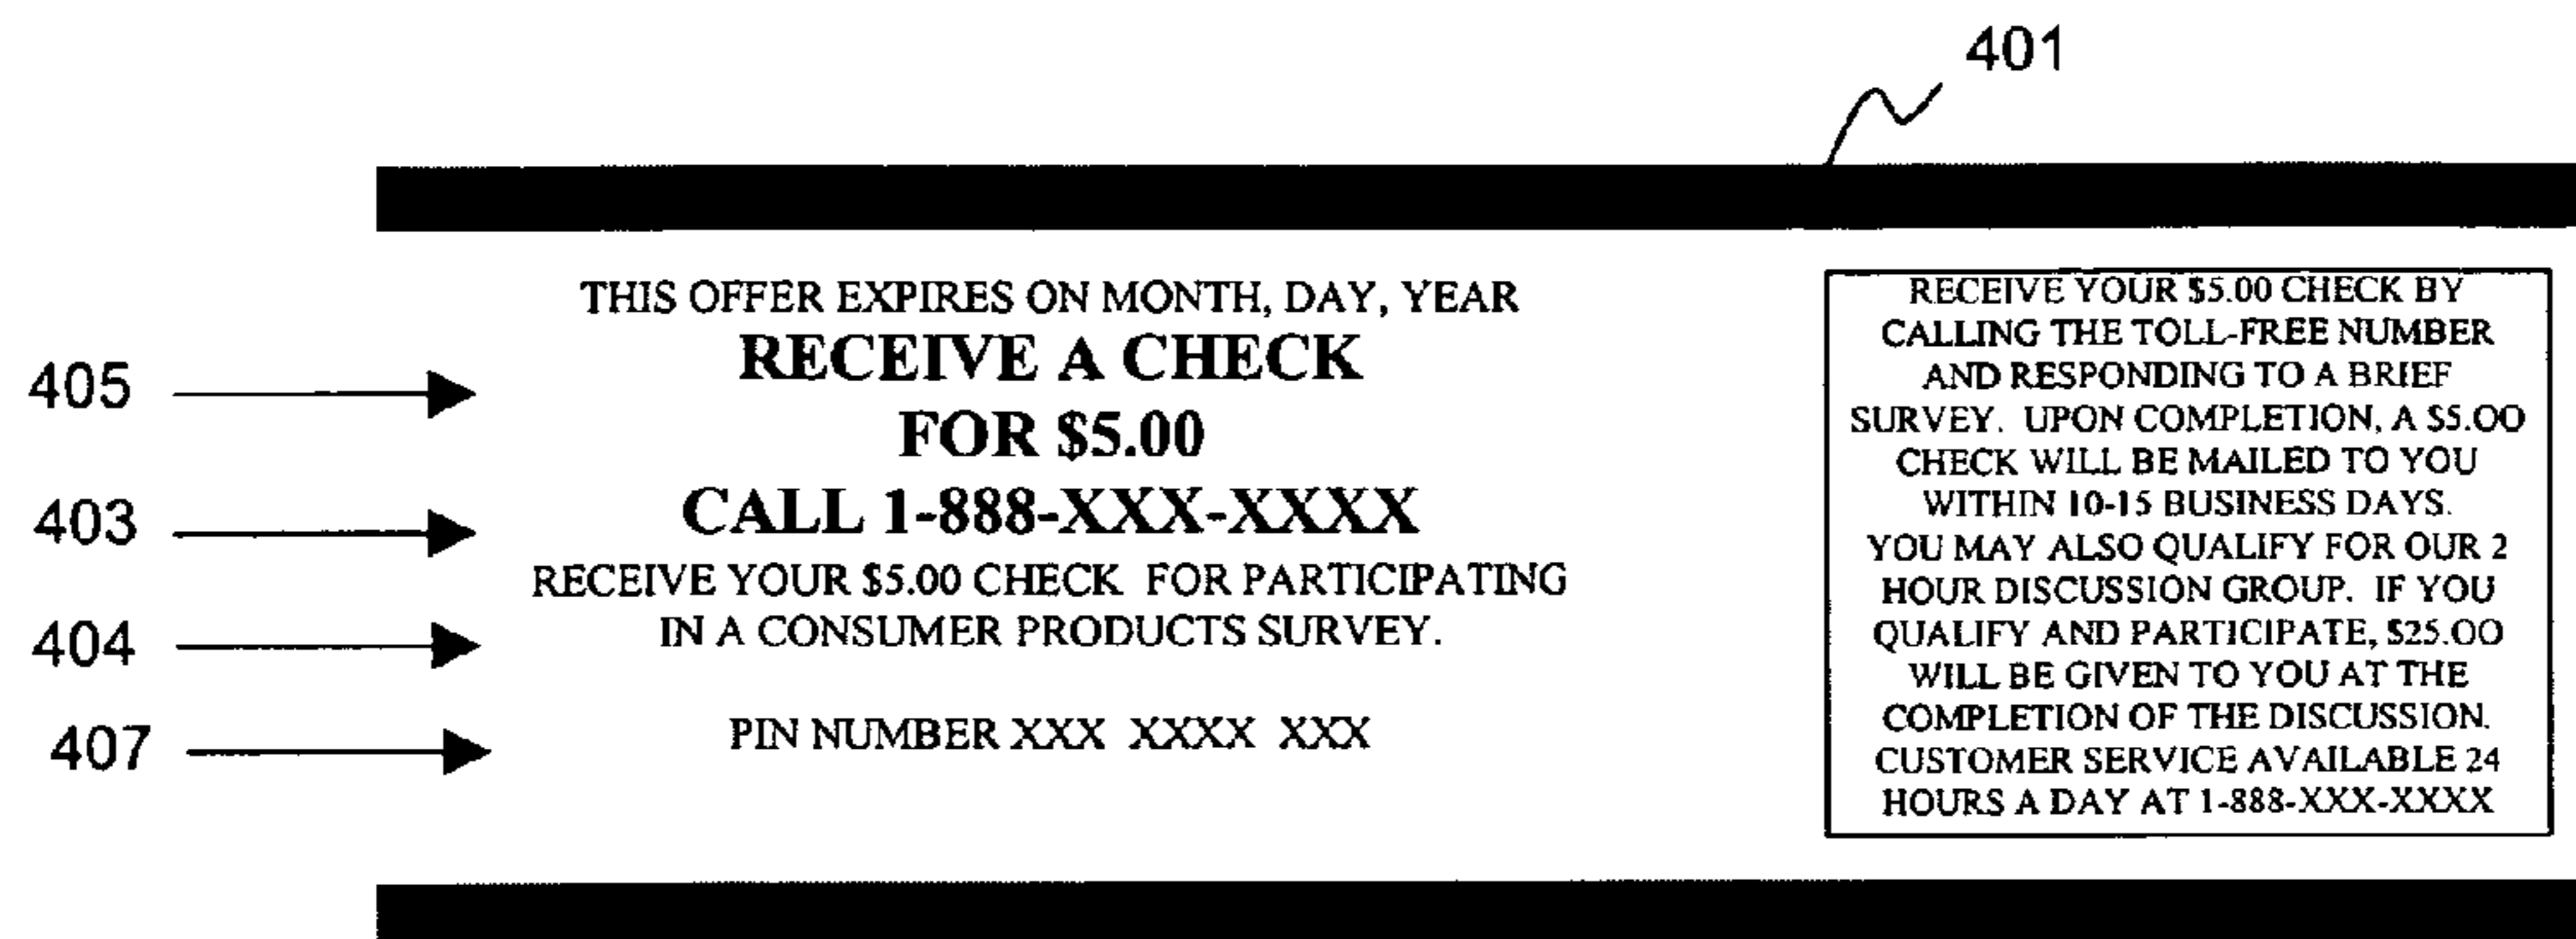 401
THIS OFFER EXPIRES ON MONTH, DAY, YEAR
405
RECEIVE A CHECK
FOR $5.00
403
CALL 1-888-XXX-XXXX
RECEIVE YOUR $5.00 CHECK FOR PARTICIPATING
404
IN A CONSUMER PRODUCTS SURVEY.
407
PIN NUMBER XXX XXXX XXX
RECEIVE YOUR $5.00 CHECK BY
CALLING THE TOLL-FREE NUMBER
AND RESPONDING TO A BRIEF
SURVEY. UPON COMPLETION, A $5.OO
CHECK WILL BE MAILED TO YOU
WITHIN 10-15 BUSINESS DAYS.
YOU MAY ALSO QUALIFY FOR OUR 2
HOUR DISCUSSION GROUP. IF YOU
QUALIFY AND PARTICIPATE, $25.OO
WILL BE GIVEN TO YOU AT THE
COMPLETION OF THE DISCUSSION.
CUSTOMER SERVICE AVAILABLE 24
HOURS A DAY AT 1-888-XXX-XXXX